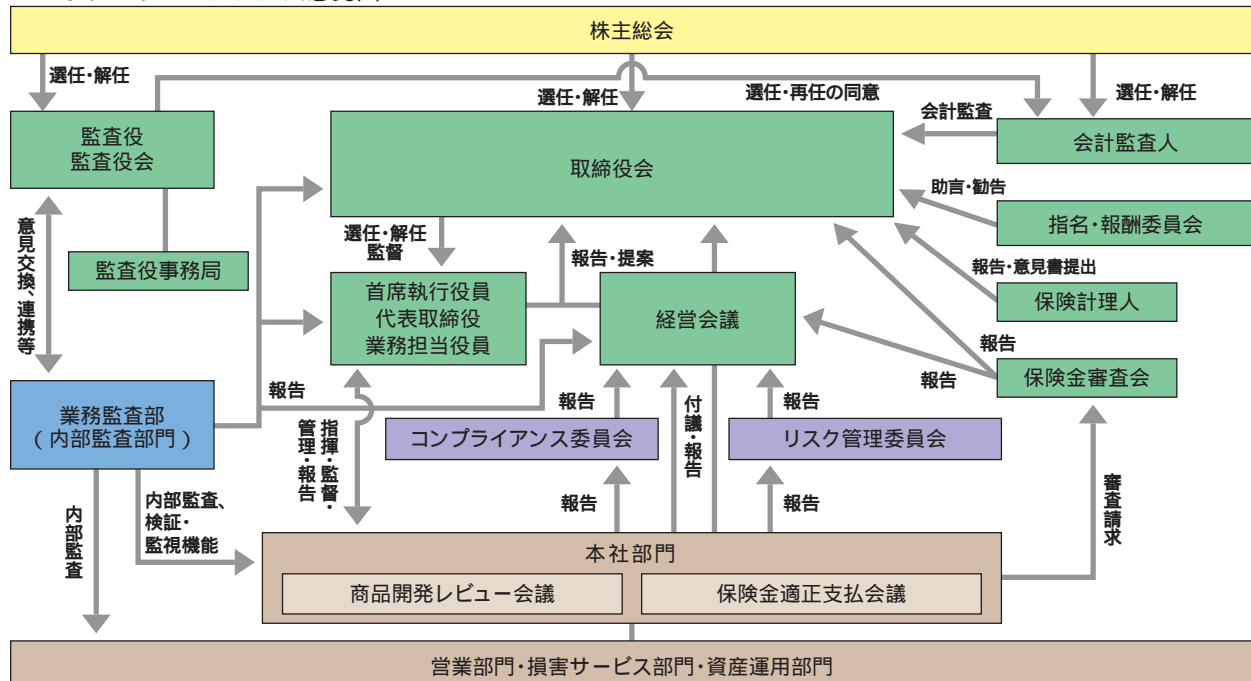 株主総会
選任・解任
選任・解任
選任・再任の同意
選任・解任
監査役
監査役会
取締役会
会計監査
会計監査人
助言・勧告
指名・報酬委員会
監査役事務局
意見交換、連携等
選任・解任
監督
報告・提案
報告・意見書提出
保険計理人
首席執行役員
代表取締役
業務担当役員
経営会議
報告
報告
保険金審査会
業務監査部
(内部監査部門)
報告
指揮・監督・
管理・報告
報告
コンプライアンス委員会
付議・報告
報告
リスク管理委員会
報告
報告
審査請求
内部監査
内部監査、
検証・
監視機能
本社部門
商品開発レビュー会議
保険金適正支払会議
営業部門・損害サービス部門・資産運用部門